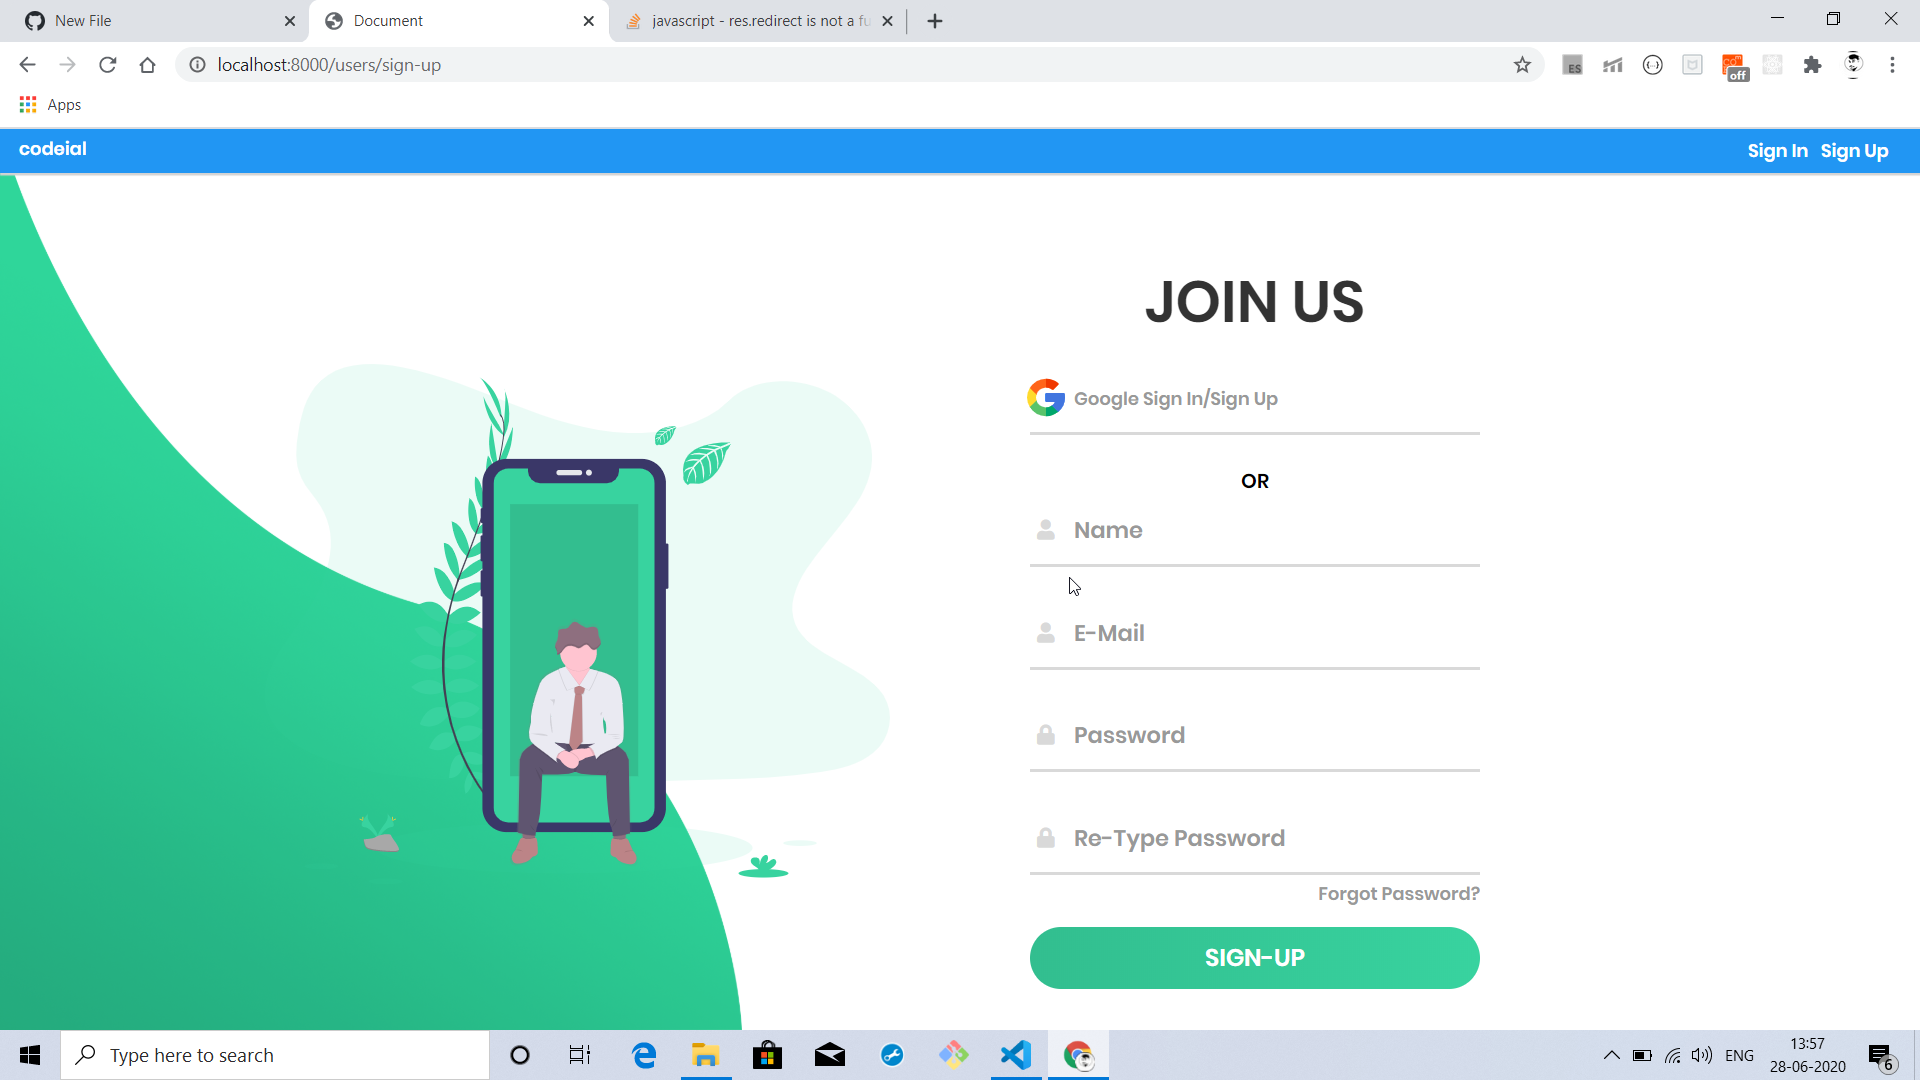 New File
Document
javascript - res.redirect is not a fu
localhost:8000/users/sign-up
ES
off
Apps
codeial
Sign In Sign Up
JOIN US
Google Sign In/Sign Up
OR
Name
E-Mail
Password
Re-Type Password
Forgot Password?
SIGN-UP
Type here to search
ENG
13:57
28-06-2020
6